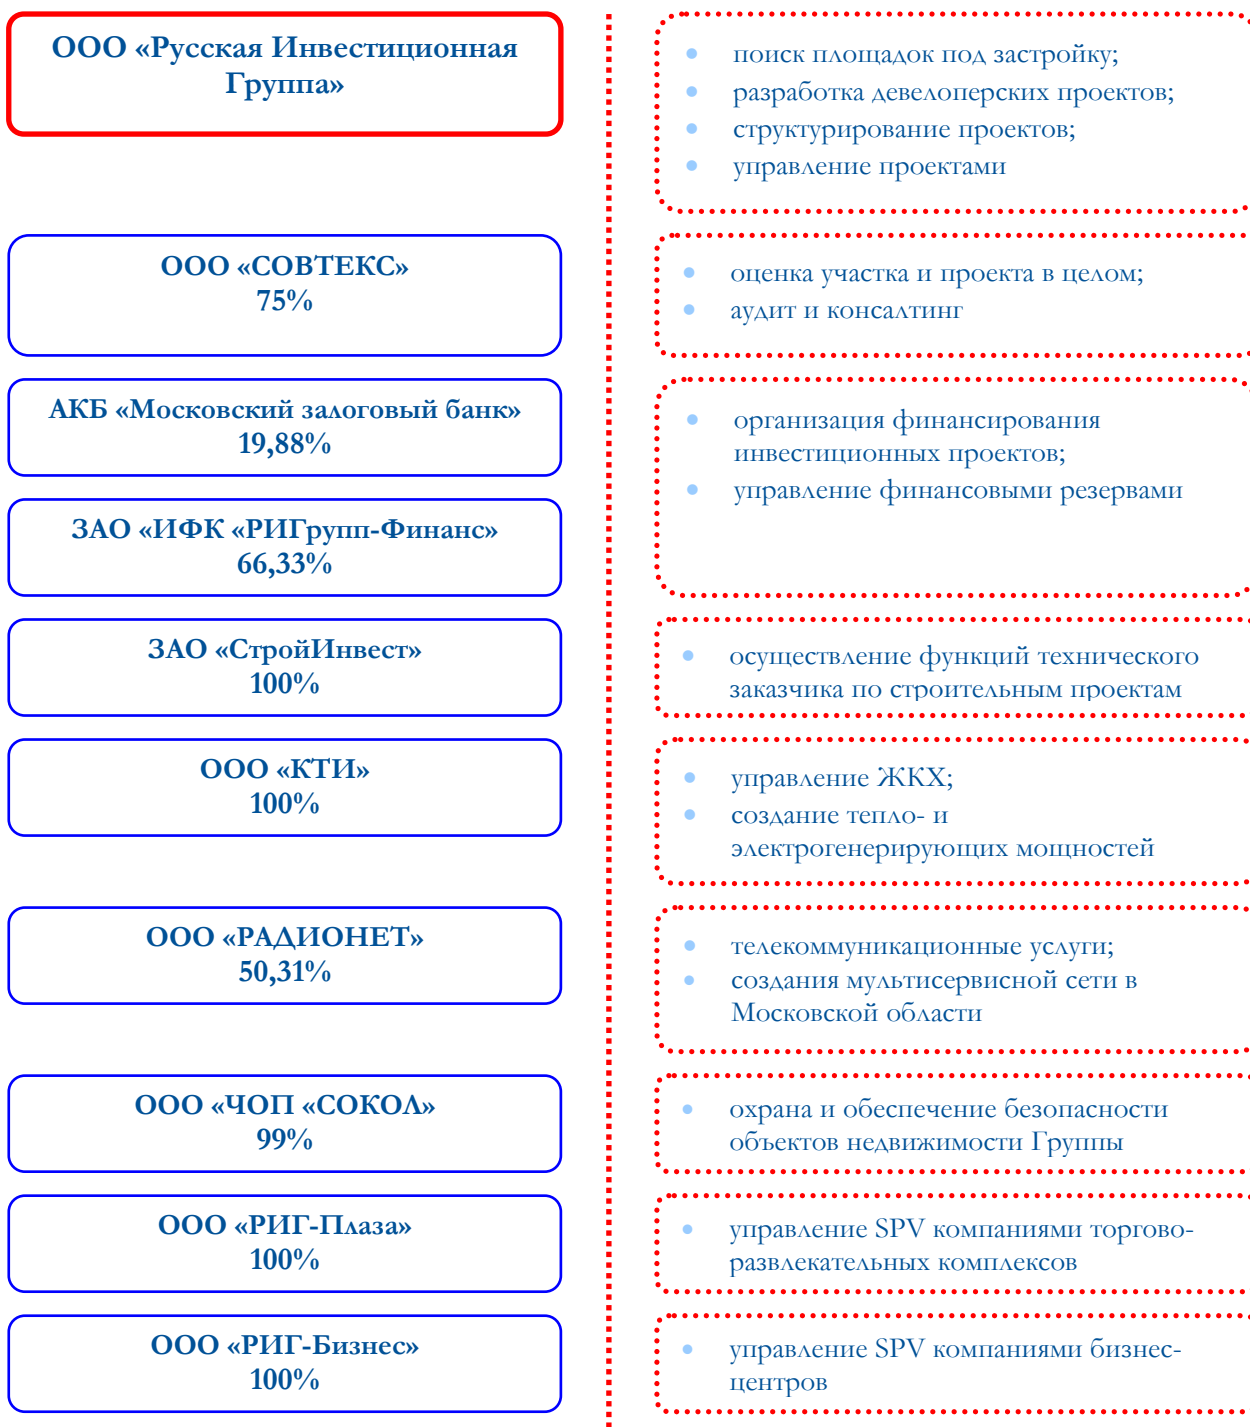 ООО «Русская Инвестиционная
Группа»
• поиск площадок под застройку;
• разработка девелоперских проектов;
• структурирование проектов;
• управление проектами
ООО «СОВТЕКС»
75%
• оценка участка и проекта в целом;
• аудит и консалтинг
АКБ «Московский залоговый банк»
19,88%
ЗАО «ИФК «РИГрупп-Финанс»
66,33%
• организация финансирования
инвестиционных проектов;
• управление финансовыми резервами
ЗАО «СтройИнвест»
100%
• осуществление функций технического
заказчика по строительным проектам
ООО «КТИ»
100%
• управление ЖКХ;
• создание тепло- и
электрогенерирующих мощностей
ООО «РАДИОНЕТ»
50,31%
• телекоммуникационные услуги;
• создания мультисервисной сети в
Московской области
ООО «ЧОП «СОКОЛ»
99%
• охрана и обеспечение безопасности
объектов недвижимости Группы
ООО «РИГ-Плаза»
100%
• управление SPV компаниями торгово-
развлекательных комплексов
ООО «РИГ-Бизнес»
100%
• управление SPV компаниями бизнес-
центров